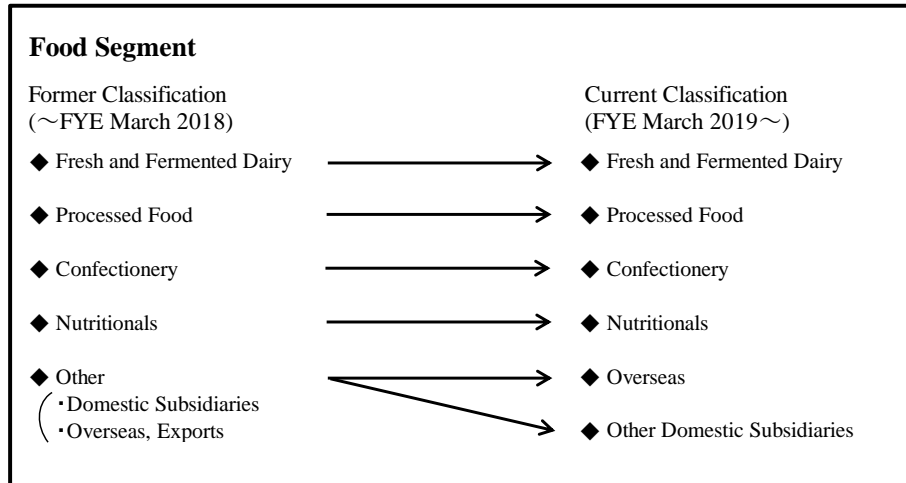 Food Segment
Former Classification
(～FYE March 2018)
Current Classification
(FYE March 2019～)
◆ Fresh and Fermented Dairy
◆ Fresh and Fermented Dairy
◆ Processed Food
◆ Processed Food
◆ Confectionery
◆ Confectionery
◆ Nutritionals
◆ Nutritionals
◆ Other
・Domestic Subsidiaries
・Overseas, Exports
◆ Overseas
◆ Other Domestic Subsidiaries